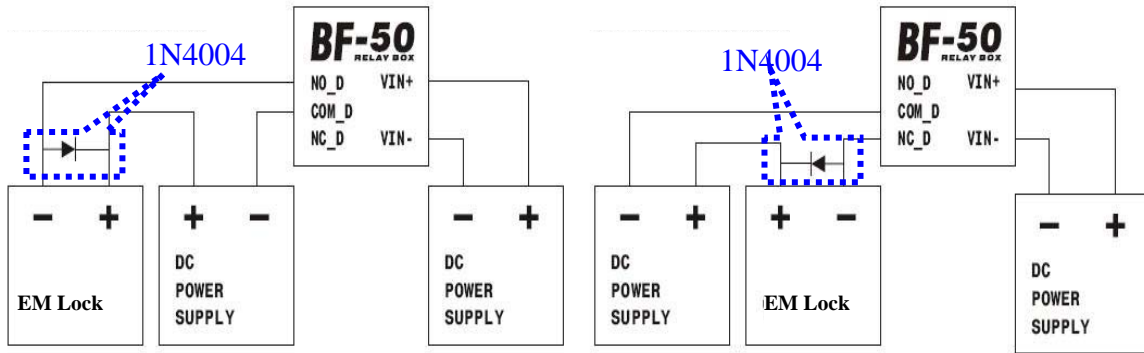 BF-50
RELAY BOX
1N4004
NO_D VIN+
COM_D
NC_D VIN-
− + + − − +
DC
POWER
SUPPLY
EM Lock
DC
POWER
SUPPLY
BF-50
RELAY BOX
1N4004
NO_D VIN+
COM_D
NC_D VIN-
− + + − − +
DC
POWER
SUPPLY
EM Lock
DC
POWER
SUPPLY